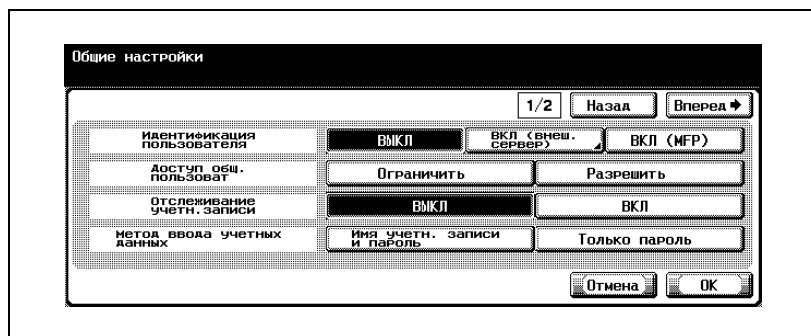 Общие настройки
1/2 Назад Вперед
Идентификация
пользователя
ВЫКЛ
ВКЛ (внеш.
сервер)
ВКЛ (MFP)
Доступ общ.
пользоват
Ограничить
Разрешить
Отслеживание
учетн.записи
ВЫКЛ
ВКЛ
Метод ввода учетных
данных
Имя учетн. записи
и пароль
Только пароль
Отмена OK